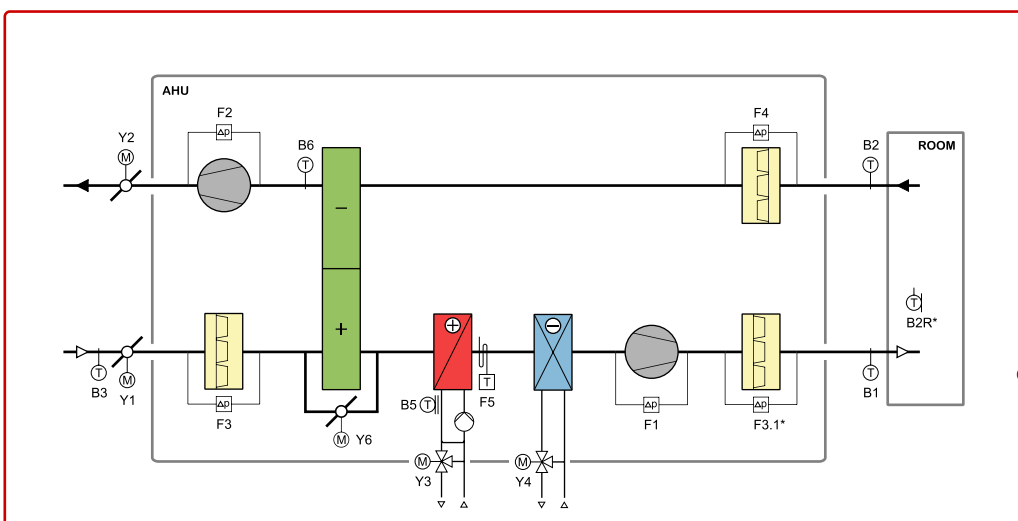 AHU
F2
F4
Δp
Δp
Y2
B6
B2
ROOM
M
T
T
−
T
B2R*
+
+
−
T
M
T
T
B3
Y1
Δp
B5
T
F5
Δp
Δp
B1
F3
M
Y6
F1
F3.1*
M
M
Y3
Y4